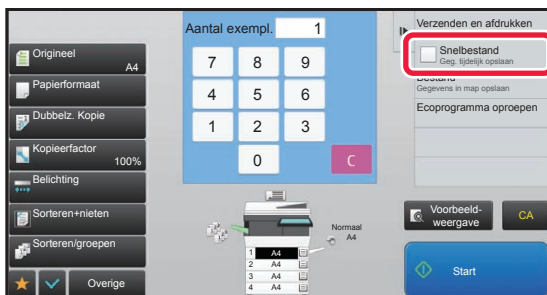 Origineel
A4
Papierformaat
Dubbelz. Kopie
Kopieerfactor
100%
Belichting
Sorteren+nieten
Sorteren/groepen
Overige
Aantal exempl. 1
7 8 9
4 5 6
1 2 3
0 C
Normaal
A4
1 A4
2 A4
3 A4
4 A4
Verzenden en afdrukken
Snelbestand
Geg. tijdelijk opslaan
Bestand
Gegevens in map opslaan
Ecoprogramma oproepen
Voorbeeld-
weergave
CA
Start